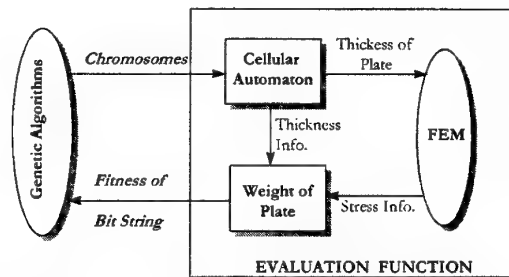 Genetic Algorithms
Chromosomes
Cellular
Automaton
Thickess of
Plate
FEM
Thickness
Info.
Fitness of
Bit String
Weight of
Plate
Stress Info.
EVALUATION FUNCTION